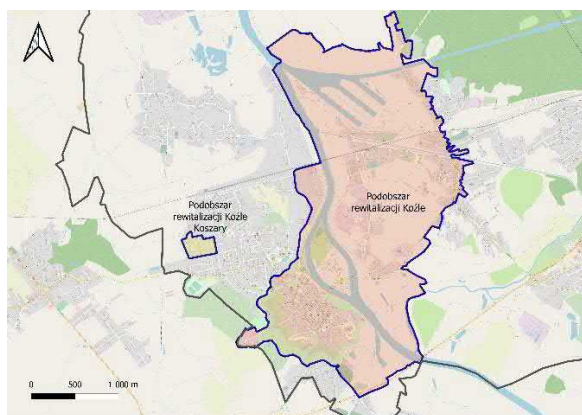 Podobszar
rewitalizacji Koźle
Koszary
Podobszar
rewitalizacji Koźle
0 500 1 000 m